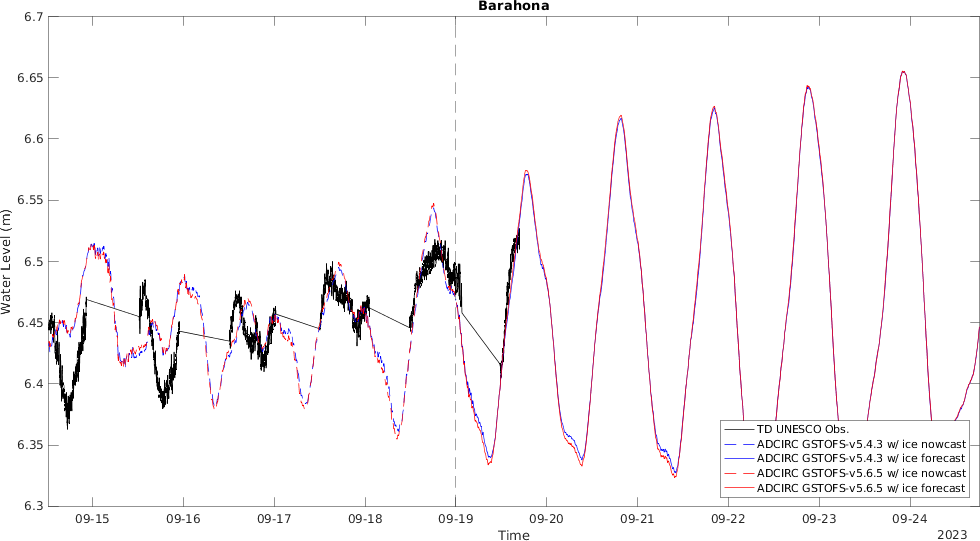 Barahona
6.7
6.65
6.6
6.55
6.5
6.45
6.4
6.35
6.3
Water Level (m)
TD UNESCO Obs.
ADCIRC GSTOFS-v5.4.3 w/ ice nowcast
ADCIRC GSTOFS-v5.4.3 w/ ice forecast
ADCIRC GSTOFS-v5.6.5 w/ ice nowcast
ADCIRC GSTOFS-v5.6.5 w/ ice forecast
09-15 09-16 09-17 09-18 09-19 09-20 09-21 09-22 09-23 09-24
Time
2023